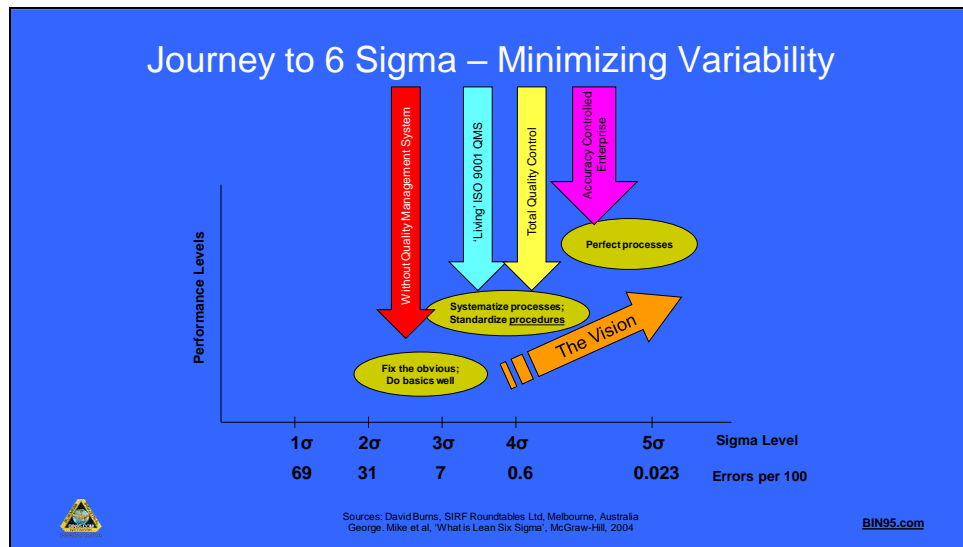 Journey to 6 Sigma – Minimizing Variability
Without Quality Management System
'Living' ISO 9001 QMS
Total Quality Control
Accuracy Controlled
Enterprise
Performance Levels
Perfect processes
Systematize processes;
Standardize procedures
The Vision
Fix the obvious;
Do basics well
1σ 2σ 3σ 4σ 5σ Sigma Level
69 31 7 0.6 0.023 Errors per 100
Sources: David Burns, SIRF Roundtables Ltd, Melbourne, Australia
George. Mike et al, 'What is Lean Six Sigma', McGraw-Hill, 2004
BIN95.com